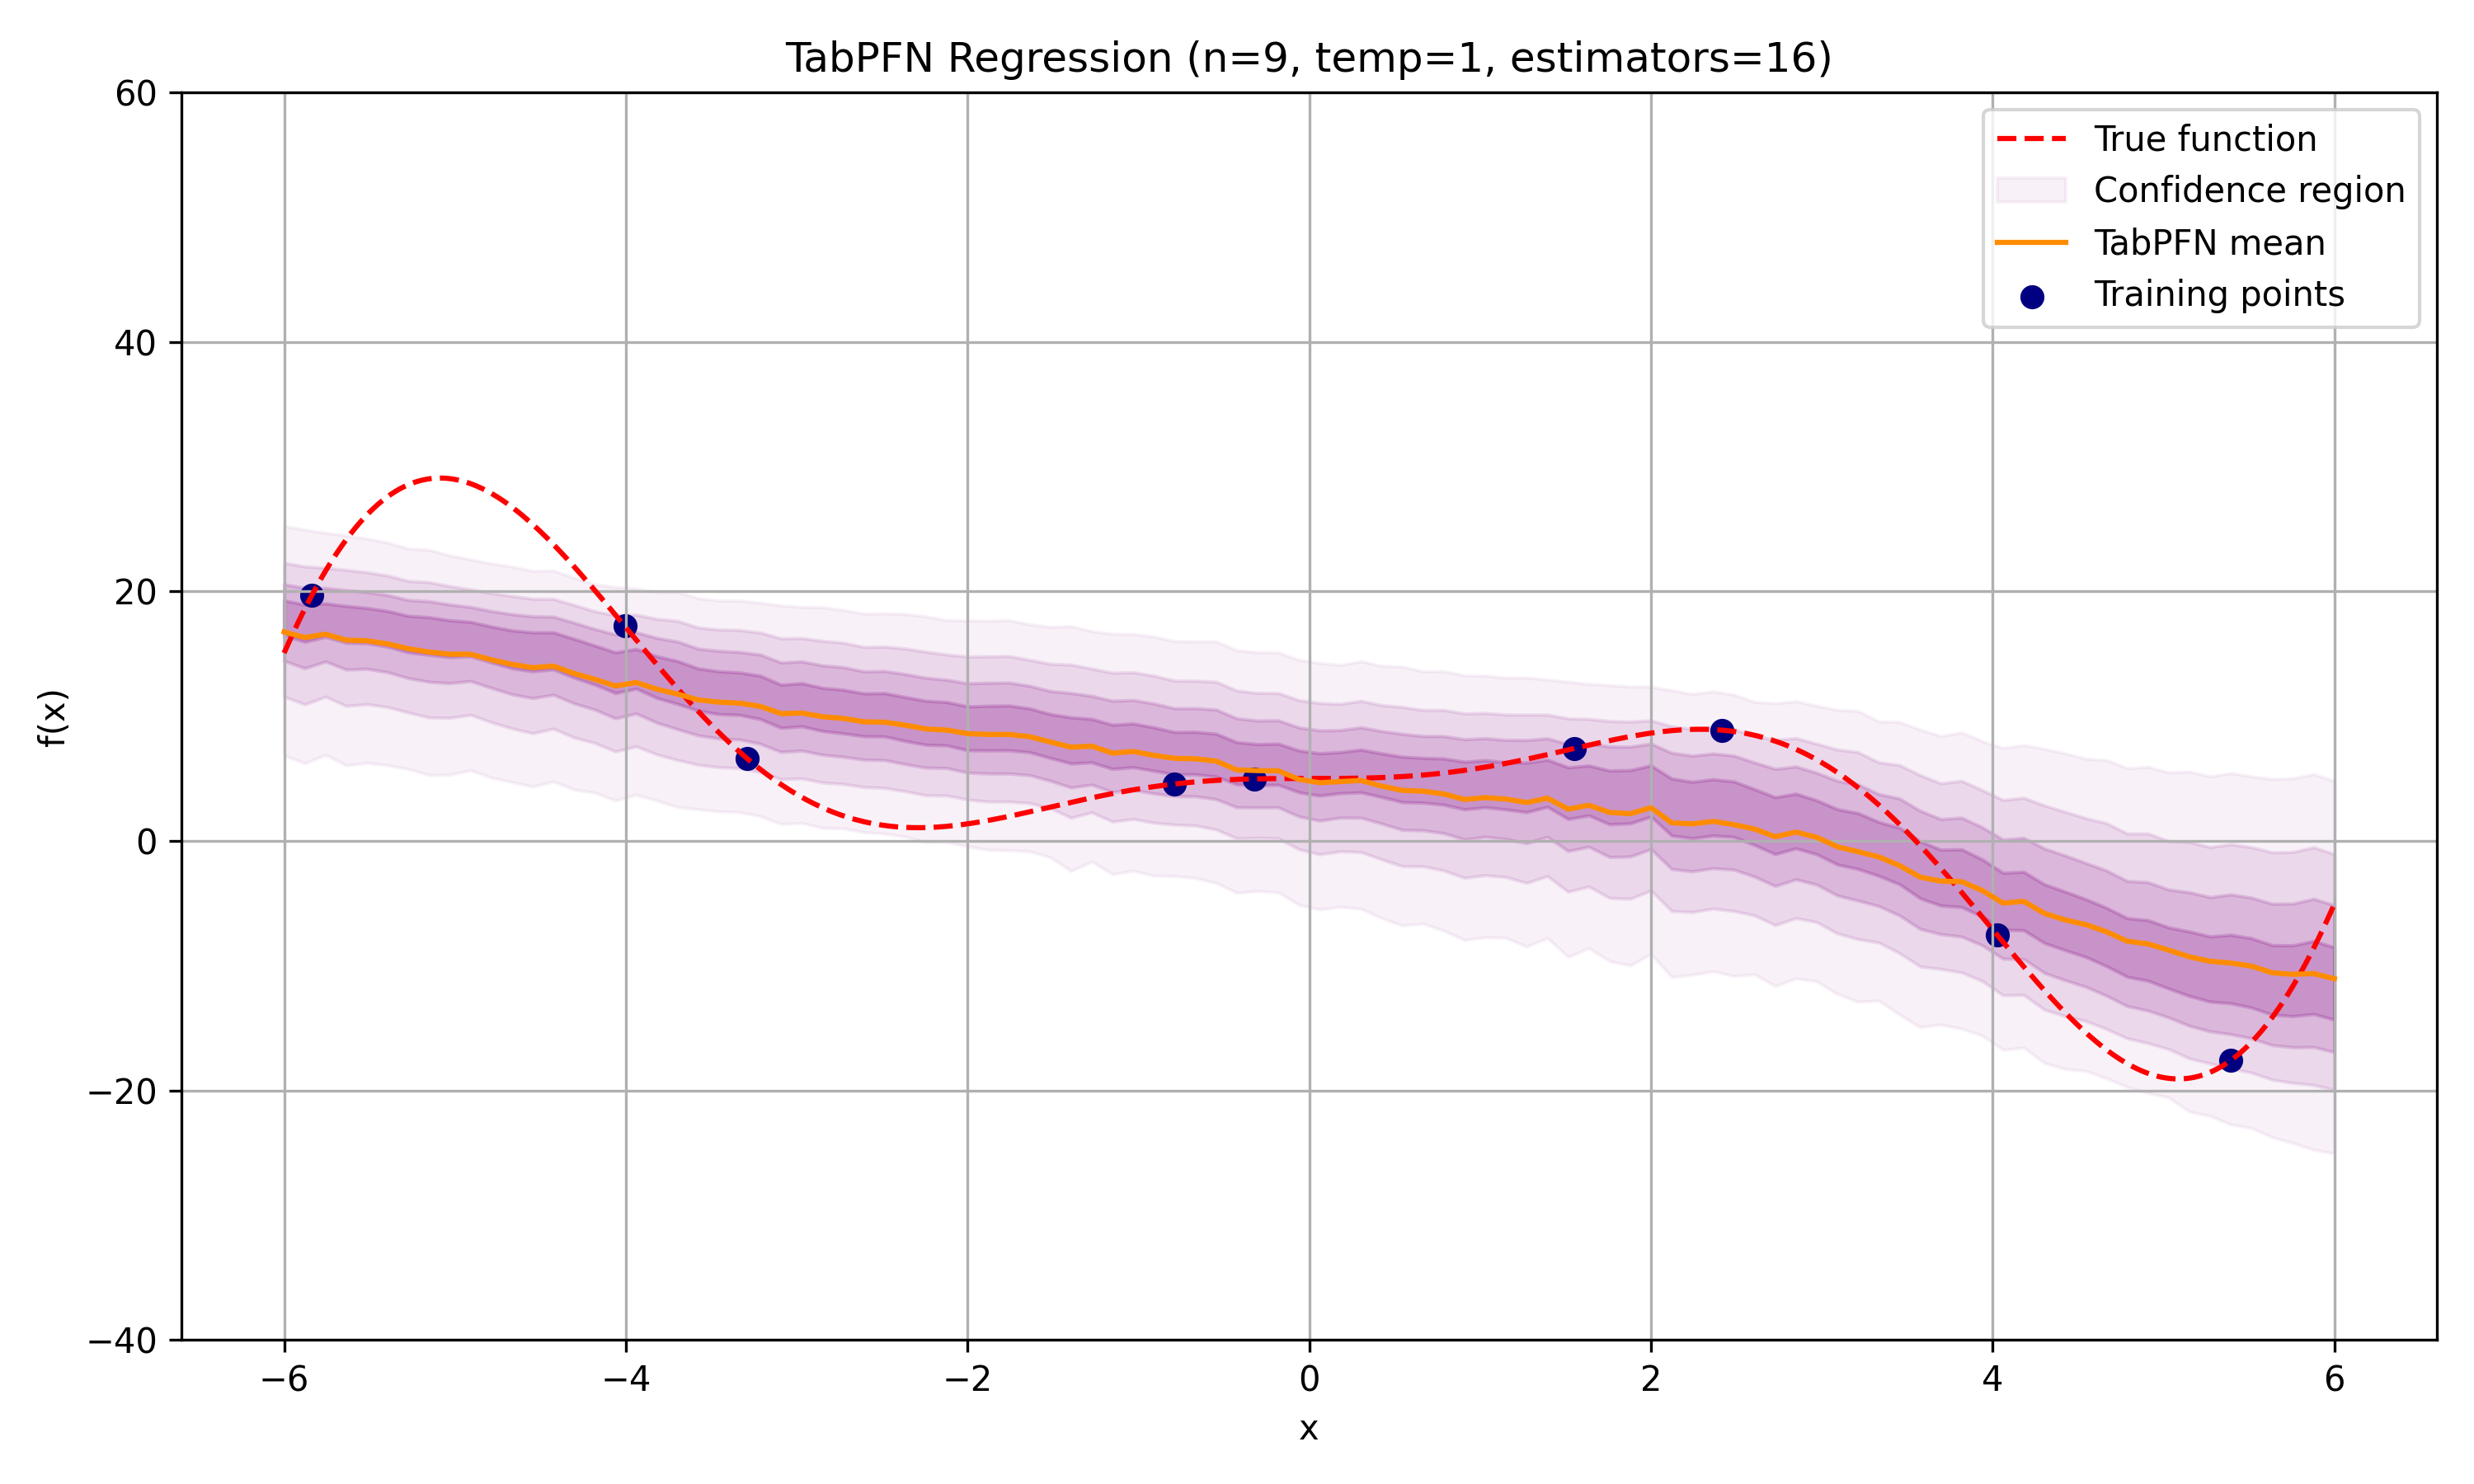 TabPFN Regression (n=9, temp=1, estimators=16)
True function
Confidence region
TabPFN mean
Training points
60
40
20
0
−20
−40
f(x)
−6
−4
−2
0
2
4
6
x